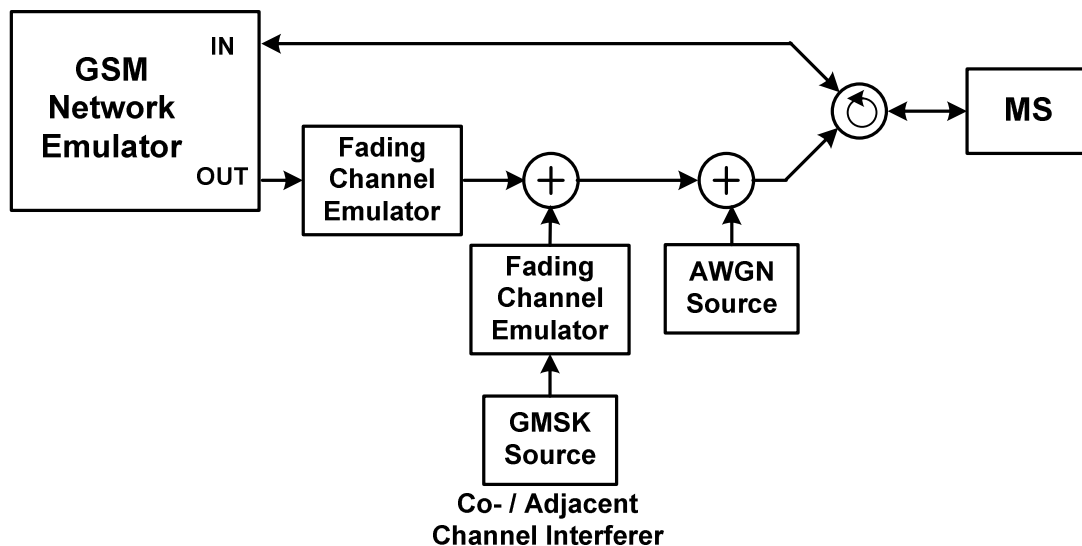 GSM
Network
Emulator
IN
OUT
Fading
Channel
Emulator
Fading
Channel
Emulator
GMSK
Source
Co- / Adjacent
Channel Interferer
AWGN
Source
MS